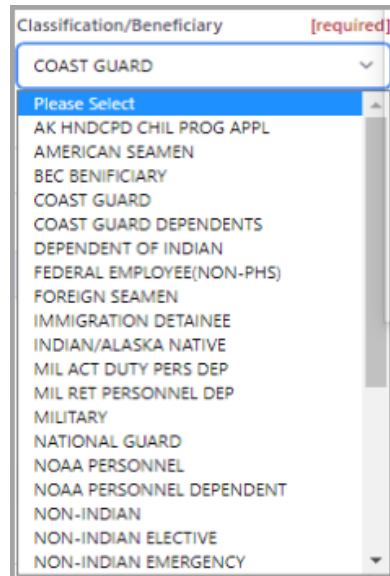 Classification/Beneficiary [required]
COAST GUARD
Please Select
AK HNDCPD CHIL PROG APPL
AMERICAN SEAMEN
BEC BENIFICIARY
COAST GUARD
COAST GUARD DEPENDENTS
DEPENDENT OF INDIAN
FEDERAL EMPLOYEE(NON-PHS)
FOREIGN SEAMEN
IMMIGRATION DETAINEE
INDIAN/ALASKA NATIVE
MIL ACT DUTY PERS DEP
MIL RET PERSONNEL DEP
MILITARY
NATIONAL GUARD
NOAA PERSONNEL
NOAA PERSONNEL DEPENDENT
NON-INDIAN
NON-INDIAN ELECTIVE
NON-INDIAN EMERGENCY